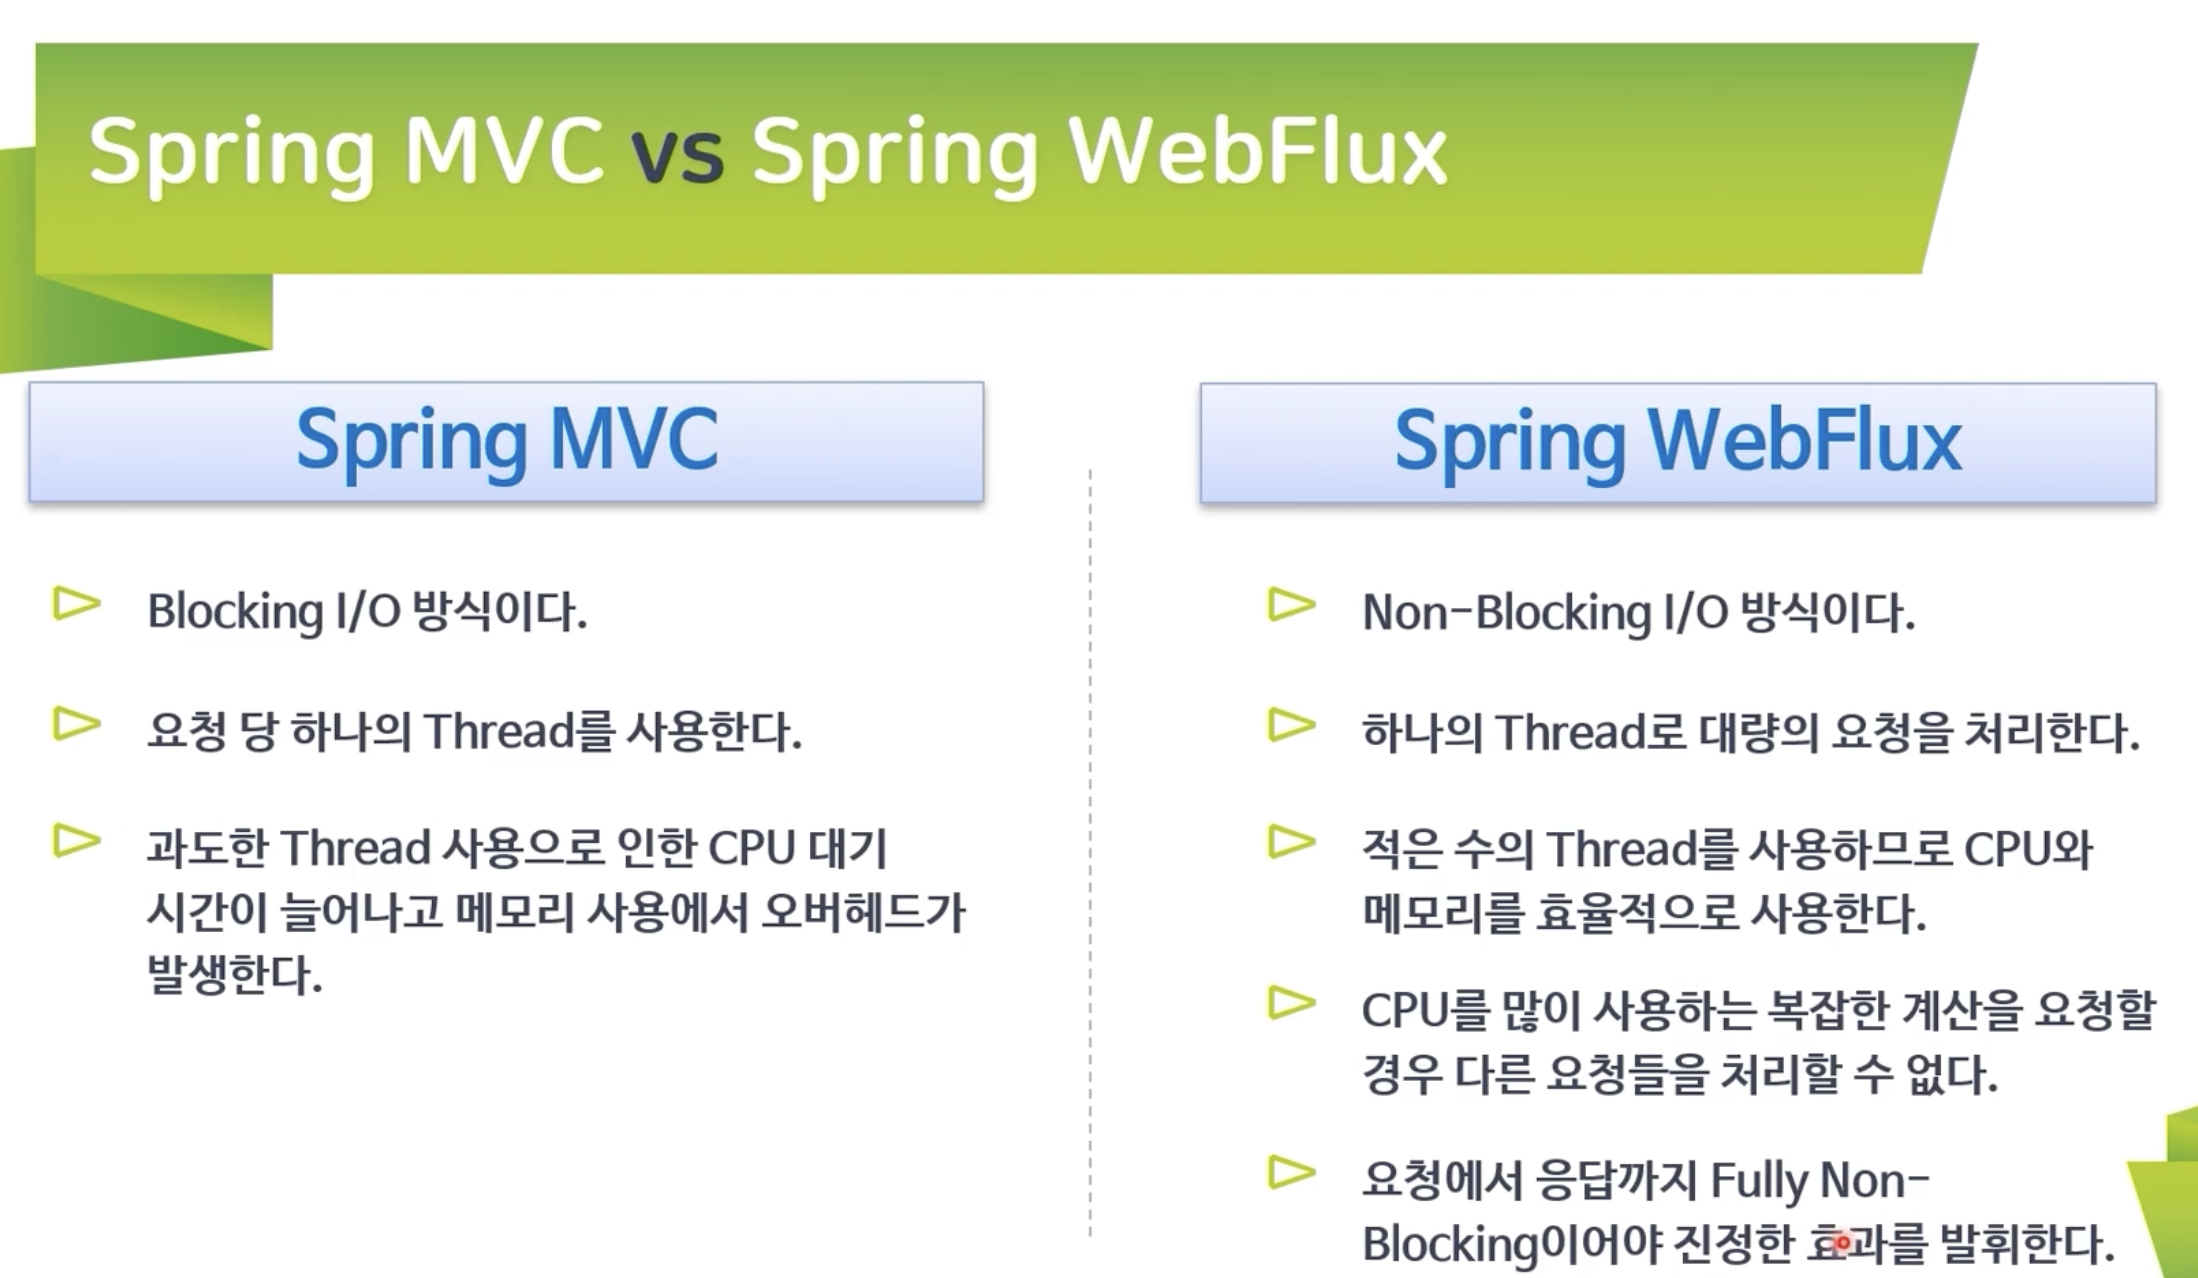 Spring MVC vs Spring WebFlux
Spring MVC
Blocking I/O 방식이다.
요청 당 하나의 Thread를 사용한다.
과도한 Thread 사용으로 인한 CPU 대기
시간이 늘어나고 메모리 사용에서 오버헤드가
발생한다.
Spring WebFlux
Non-Blocking I/O 방식이다.
하나의 Thread로 대량의 요청을 처리한다.
적은 수의 Thread를 사용하므로 CPU와
메모리를 효율적으로 사용한다.
CPU를 많이 사용하는 복잡한 계산을 요청할
경우 다른 요청들을 처리할 수 없다.
요청에서 응답까지 Fully Non-
Blocking이어야 진정한 효과를 발휘한다.